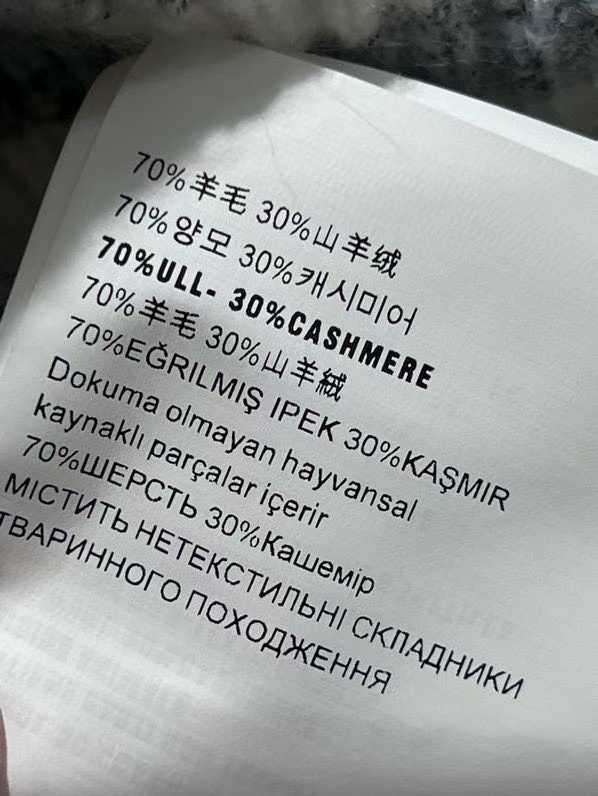 70%羊毛 30%山羊绒
70%양모 30%캐시미어
70%ULL- 30%CASHMERE
70%羊毛 30%山羊絨
70%EĞRILMIŞ IPEK 30%KAŞMIR
Dokuma olmayan hayvansal
kaynaklı parçalar içerir
70%ШЕРСТЬ 30%Кашемір
МІСТИТЬ НЕТЕКСТИЛЬНІ СКЛАДНИКИ
ТВАРИННОГО ПОХОДЖЕННЯ